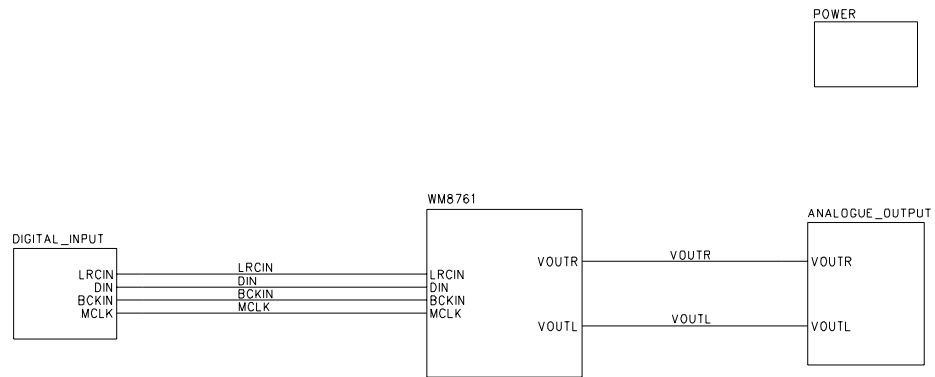 POWER
WM8761
ANALOGUE_OUTPUT
DIGITAL_INPUT
LRCIN
DIN
BCKIN
MCLK
LRCIN
DIN
BCKIN
MCLK
LRCIN
DIN
BCKIN
MCLK
VOUTR
VOUTL
VOUTR
VOUTL
VOUTR
VOUTL